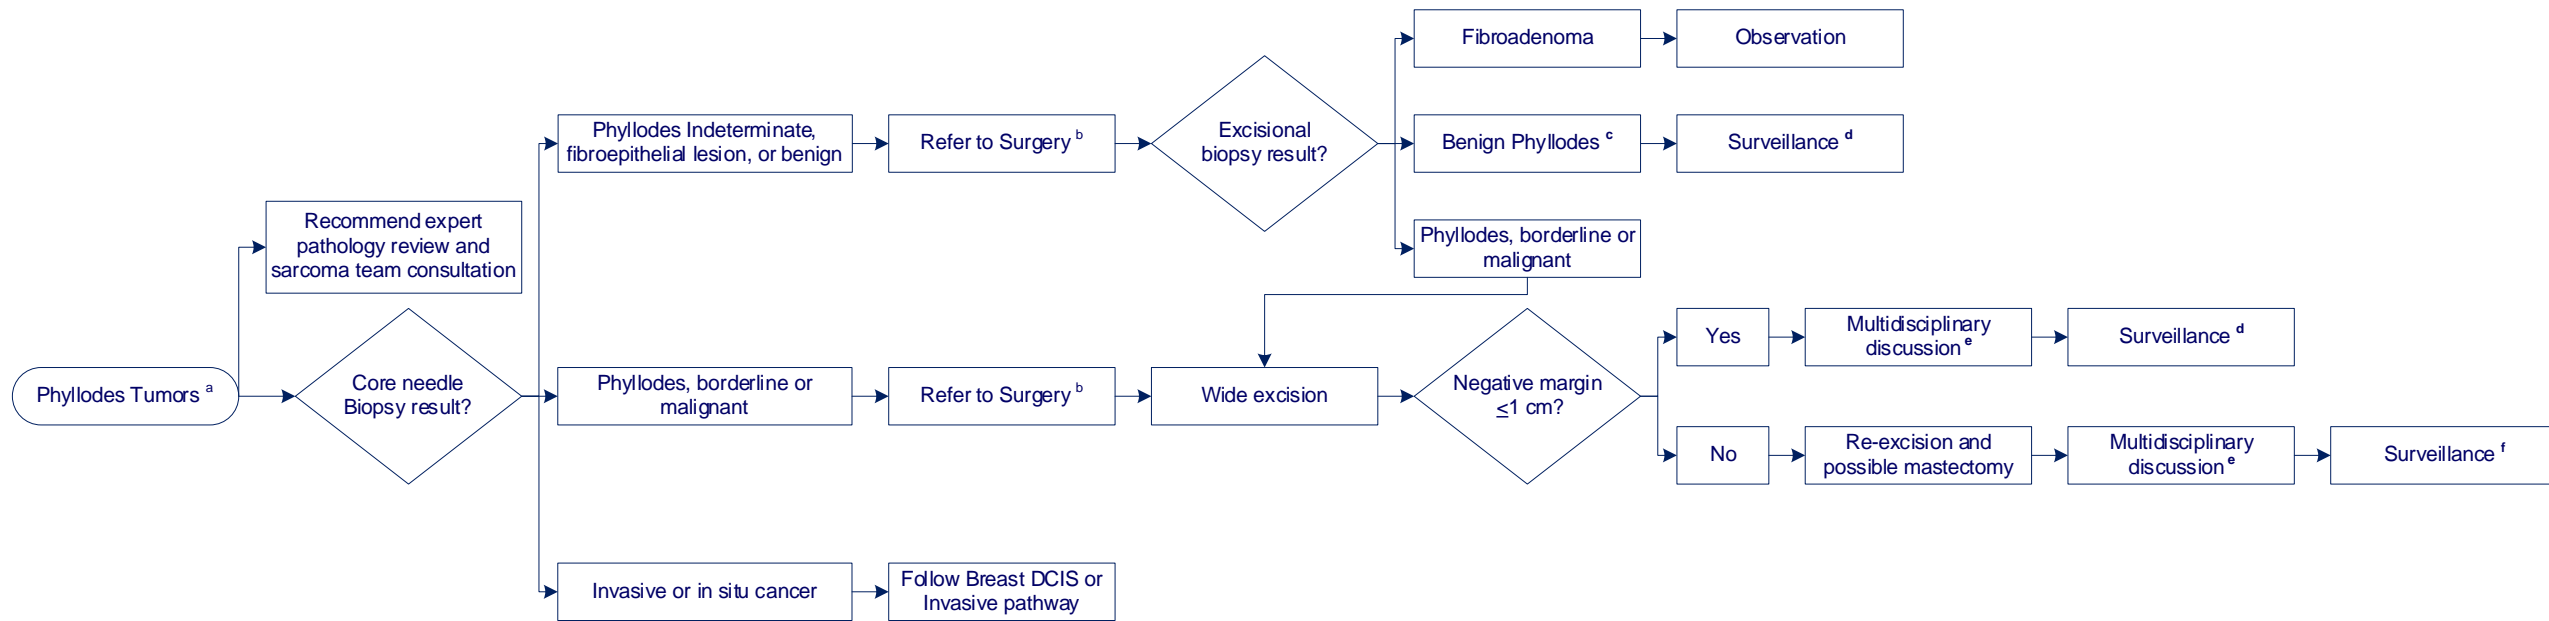 Fibroadenoma
Observation
Phyllodes Indeterminate,
fibroepithelial lesion, or benign
Refer to Surgery b
Excisional
biopsy result?
Benign Phyllodes c
Surveillance d
Recommend expert
pathology review and
sarcoma team consultation
Phyllodes, borderline or
malignant
Phyllodes Tumors a
Core needle
Biopsy result?
Phyllodes, borderline or
malignant
Refer to Surgery b
Wide excision
Negative margin
≤1 cm?
Yes
Multidisciplinary
discussion e
Surveillance d
No
Re-excision and
possible mastectomy
Multidisciplinary
discussion e
Surveillance f
Invasive or in situ cancer
Follow Breast DCIS or
Invasive pathway